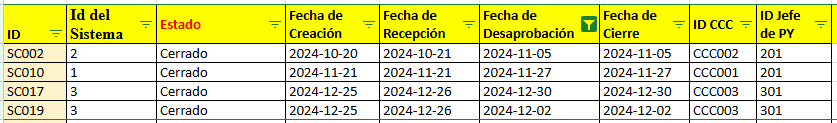 ID Id del Sistema Estado Fecha de Creación Fecha de Recepción Fecha de Desaprobación Fecha de Cierre ID CCC ID Jefe de PY
SC002 2 Cerrado 2024-10-20 2024-10-21 2024-11-05 2024-11-05 CCC002 201
SC010 1 Cerrado 2024-11-21 2024-11-21 2024-11-27 2024-11-27 CCC001 201
SC017 3 Cerrado 2024-12-25 2024-12-26 2024-12-30 2024-12-30 CCC003 301
SC019 3 Cerrado 2024-12-25 2024-12-26 2024-12-02 2024-12-02 CCC003 301